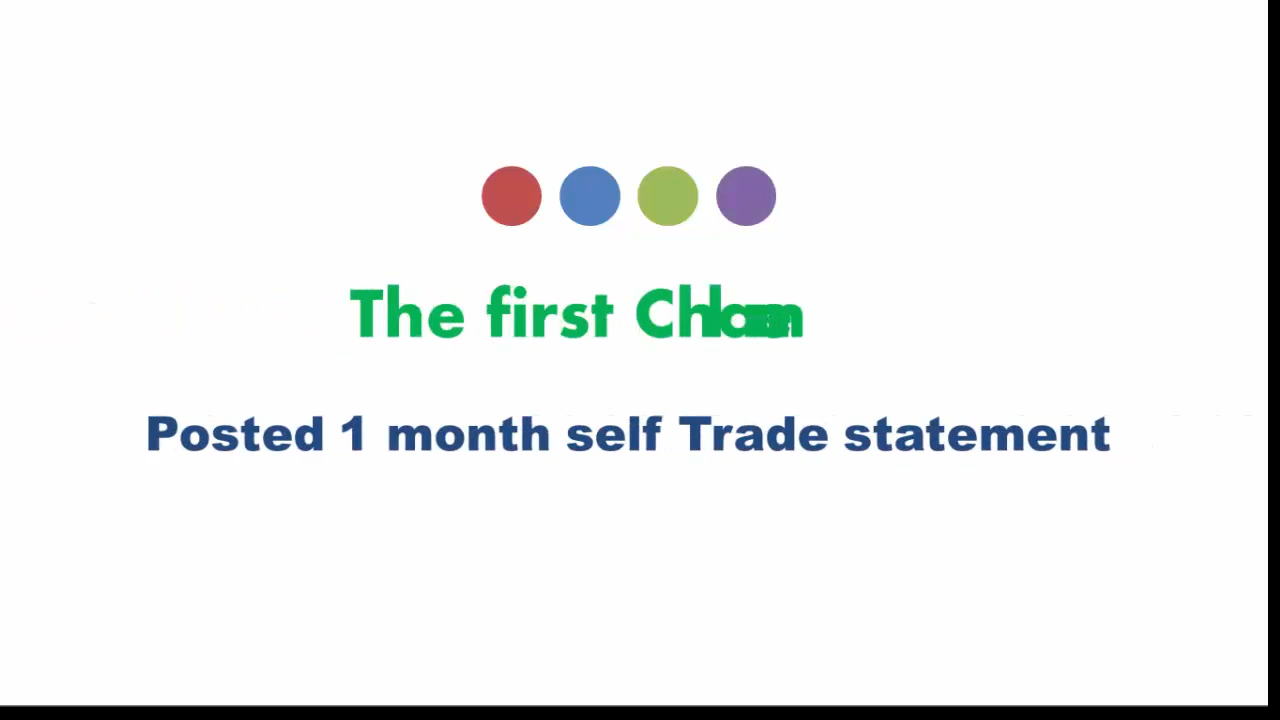 The first
Posted 1 month self Trade statement